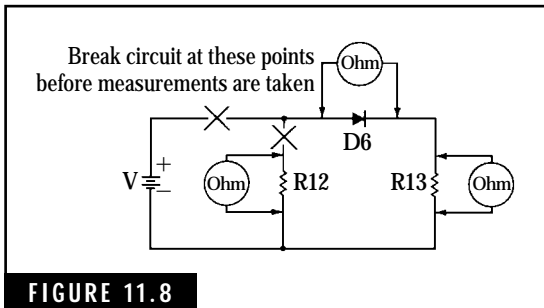 Break circuit at these points
before measurements are taken
Ohm
D6
V
+
–
Ohm
R12
R13
Ohm
FIGURE 11.8